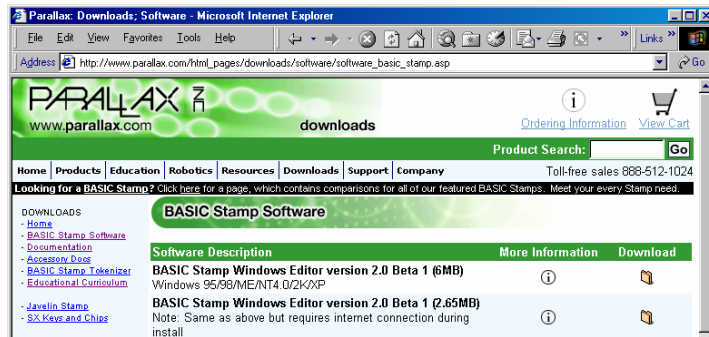 Parallax: Downloads; Software - Microsoft Internet Explorer
File Edit View Favorites Tools Help Links »
Address http://www.parallax.com/html_pages/downloads/software/software_basic_stamp.asp Go
PARALLAX INC
www.parallax.com downloads Ordering Information View Cart
Product Search: Go
Home Products Education Robotics Resources Downloads Support Company Toll-free sales 888-512-1024
Looking for a BASIC Stamp? Click here for a page, which contains comparisons for all of our featured BASIC Stamps. Meet your every Stamp need.
DOWNLOADS
- Home
- BASIC Stamp Software
- Documentation
- Accessory Docs
- BASIC Stamp Tokenizer
- Educational Curriculum
- Javelin Stamp
- SX Keys and Chips
BASIC Stamp Software
Software Description More Information Download
BASIC Stamp Windows Editor version 2.0 Beta 1 (6MB)
Windows 95/98/ME/NT4.0/2K/XP
BASIC Stamp Windows Editor version 2.0 Beta 1 (2.65MB)
Note: Same as above but requires internet connection during
install